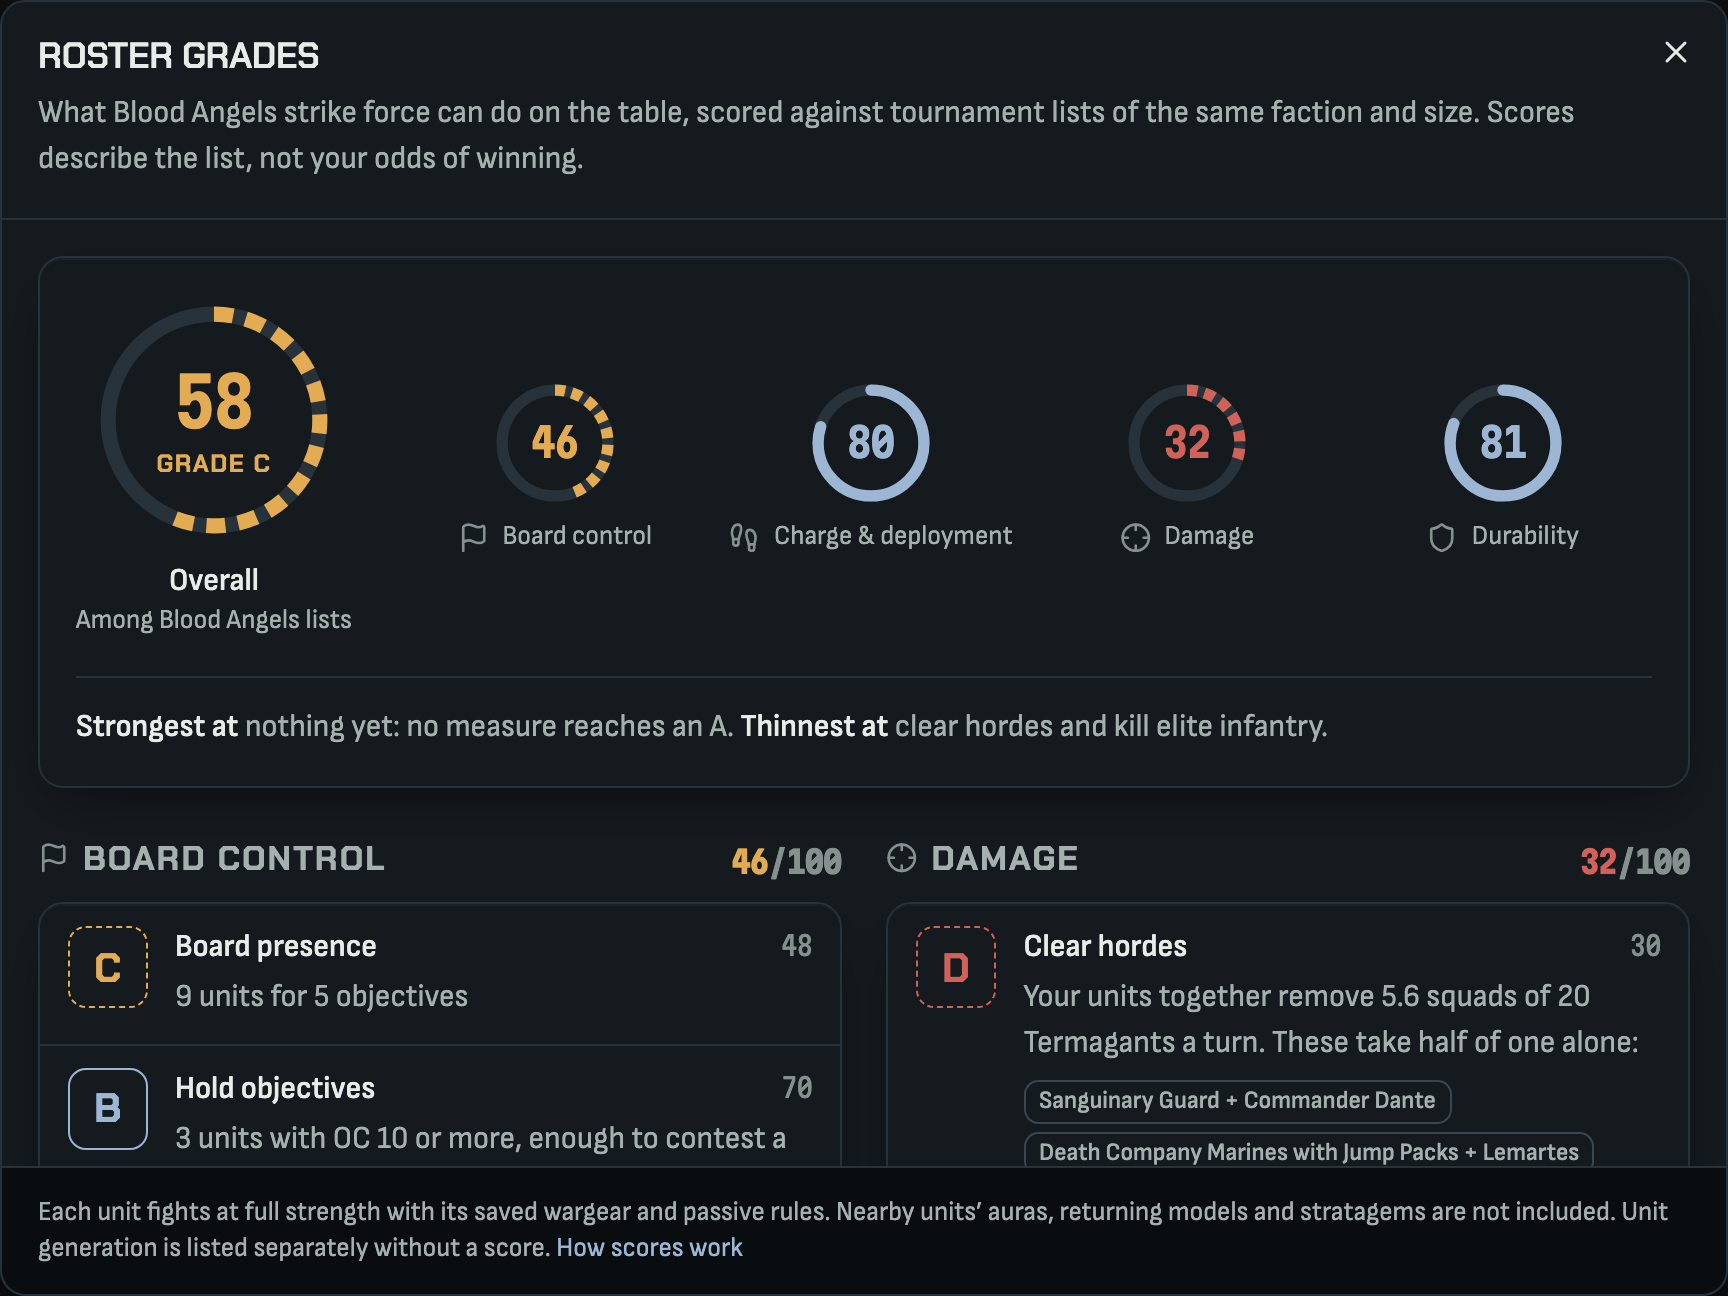 ROSTER GRADES
What Blood Angels strike force can do on the table, scored against tournament lists of the same faction and size. Scores
describe the list, not your odds of winning.
58
GRADE C
Overall
Among Blood Angels lists
46
Board control
80
Charge & deployment
32
Damage
81
Durability
Strongest at nothing yet: no measure reaches an A. Thinnest at clear hordes and kill elite infantry.
BOARD CONTROL
46/100
C
Board presence
48
9 units for 5 objectives
B
Hold objectives
70
3 units with OC 10 or more, enough to contest a
DAMAGE
32/100
D
Clear hordes
30
Your units together remove 5.6 squads of 20
Termagants a turn. These take half of one alone:
Sanguinary Guard + Commander Dante
Death Company Marines with Jump Packs + Lemartes
Each unit fights at full strength with its saved wargear and passive rules. Nearby units’ auras, returning models and stratagems are not included. Unit
generation is listed separately without a score. How scores work